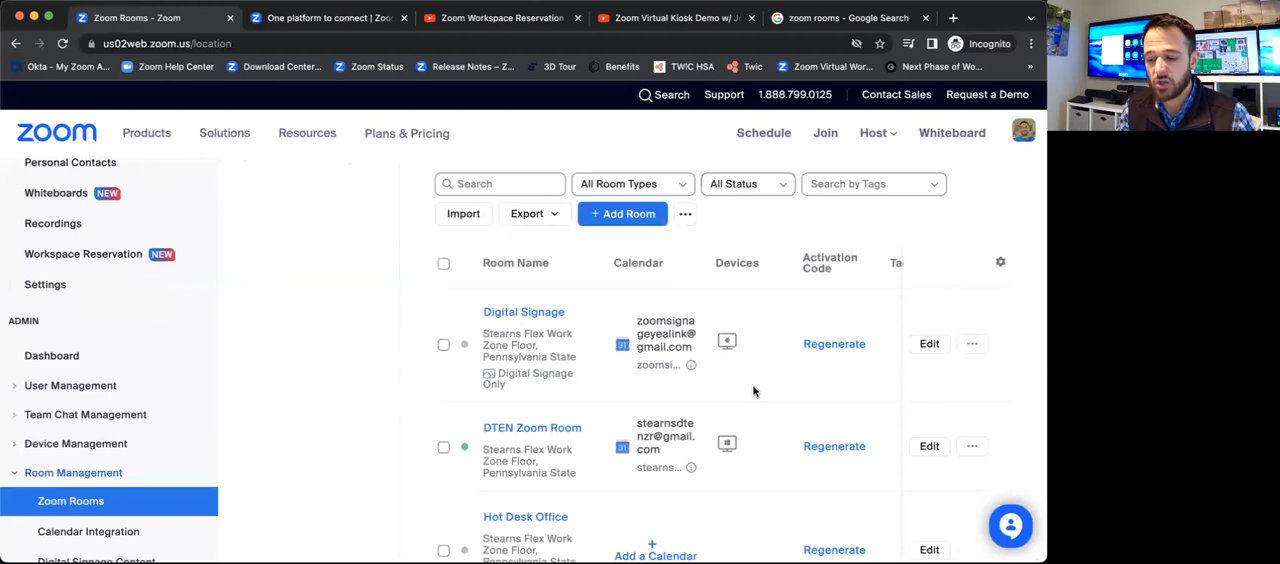 Zoom Rooms - Zoom
One platform to connect | Zoo
Zoom Workspace Reservation
Zoom Virtual Kiosk Demo w/ J
zoom rooms - Google Search
us02web.zoom.us/location
Incognito
Okta - My Zoom A...
Zoom Help Center
Download Center...
Zoom Status
3D Tour
Benefits
TWIC HSA
Twic
Zoom Virtual Wor...
Next Phase of Wo...
Search
Support
1.888.799.0125
Contact Sales
Request a Demo
zoom
Products
Solutions
Resources
Plans & Pricing
Schedule
Join
Host
Whiteboard
Personal Contacts
Whiteboards NEW
Recordings
Workspace Reservation NEW
Settings
ADMIN
Dashboard
User Management
Team Chat Management
Device Management
Room Management
Zoom Rooms
Calendar Integration
Digital Signage Content
Search
All Room Types
All Status
Search by Tags
Import
Export
+ Add Room
Room Name
Calendar
Devices
Activation
Code
Ta
Digital Signage
Stearns Flex Work
Zone Floor,
Pennsylvania State
Digital Signage
Only
zoomsigna
geyealink@
gmail.com
zoomsi...
Regenerate
Edit
DTEN Zoom Room
Stearns Flex Work
Zone Floor,
Pennsylvania State
stearnsdte
nzr@gmail.
com
stearns...
Regenerate
Edit
Hot Desk Office
Stearns Flex Work
Zone Floor,
+
Add a Calendar
Regenerate
Edit